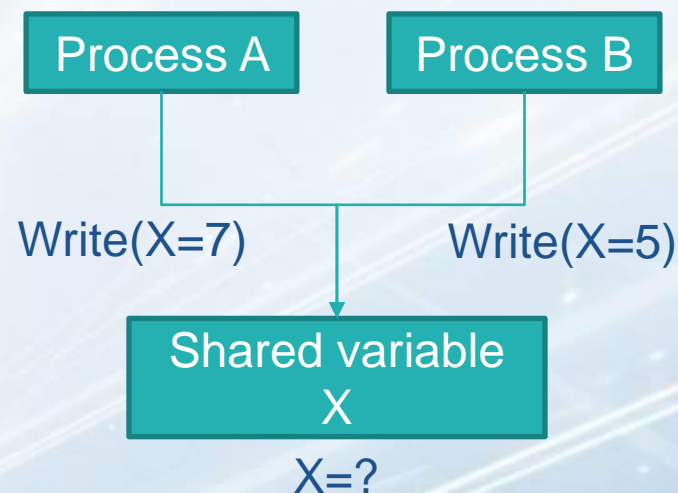 Process A
Process B
Write(X=7)
Write(X=5)
Shared variable
X
X=?